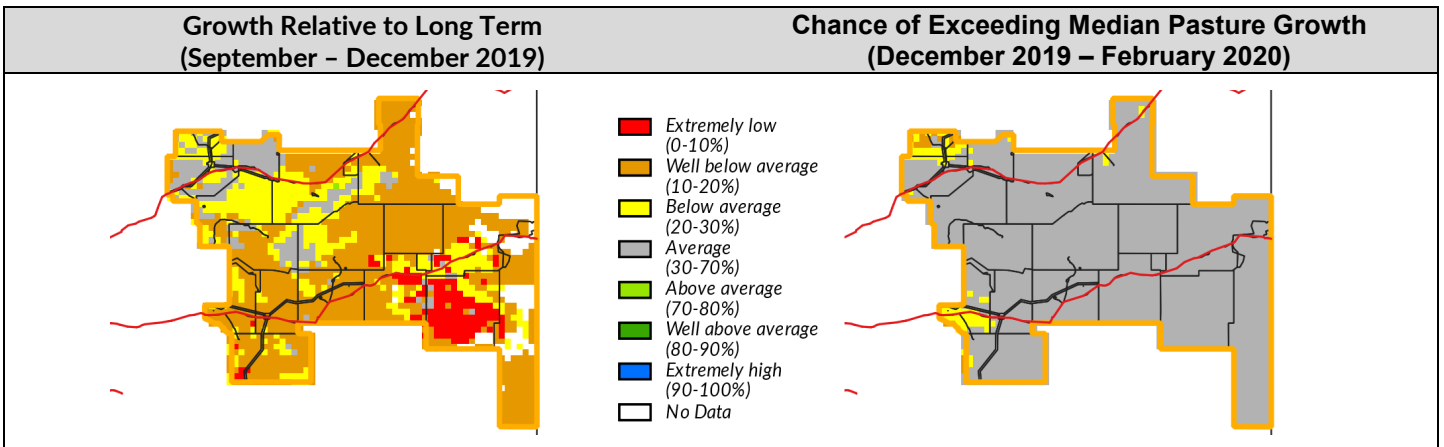 Growth Relative to Long Term
(September – December 2019)
Chance of Exceeding Median Pasture Growth
(December 2019 – February 2020)
Extremely low
(0-10%)
Well below average
(10-20%)
Below average
(20-30%)
Average
(30-70%)
Above average
(70-80%)
Well above average
(80-90%)
Extremely high
(90-100%)
No Data